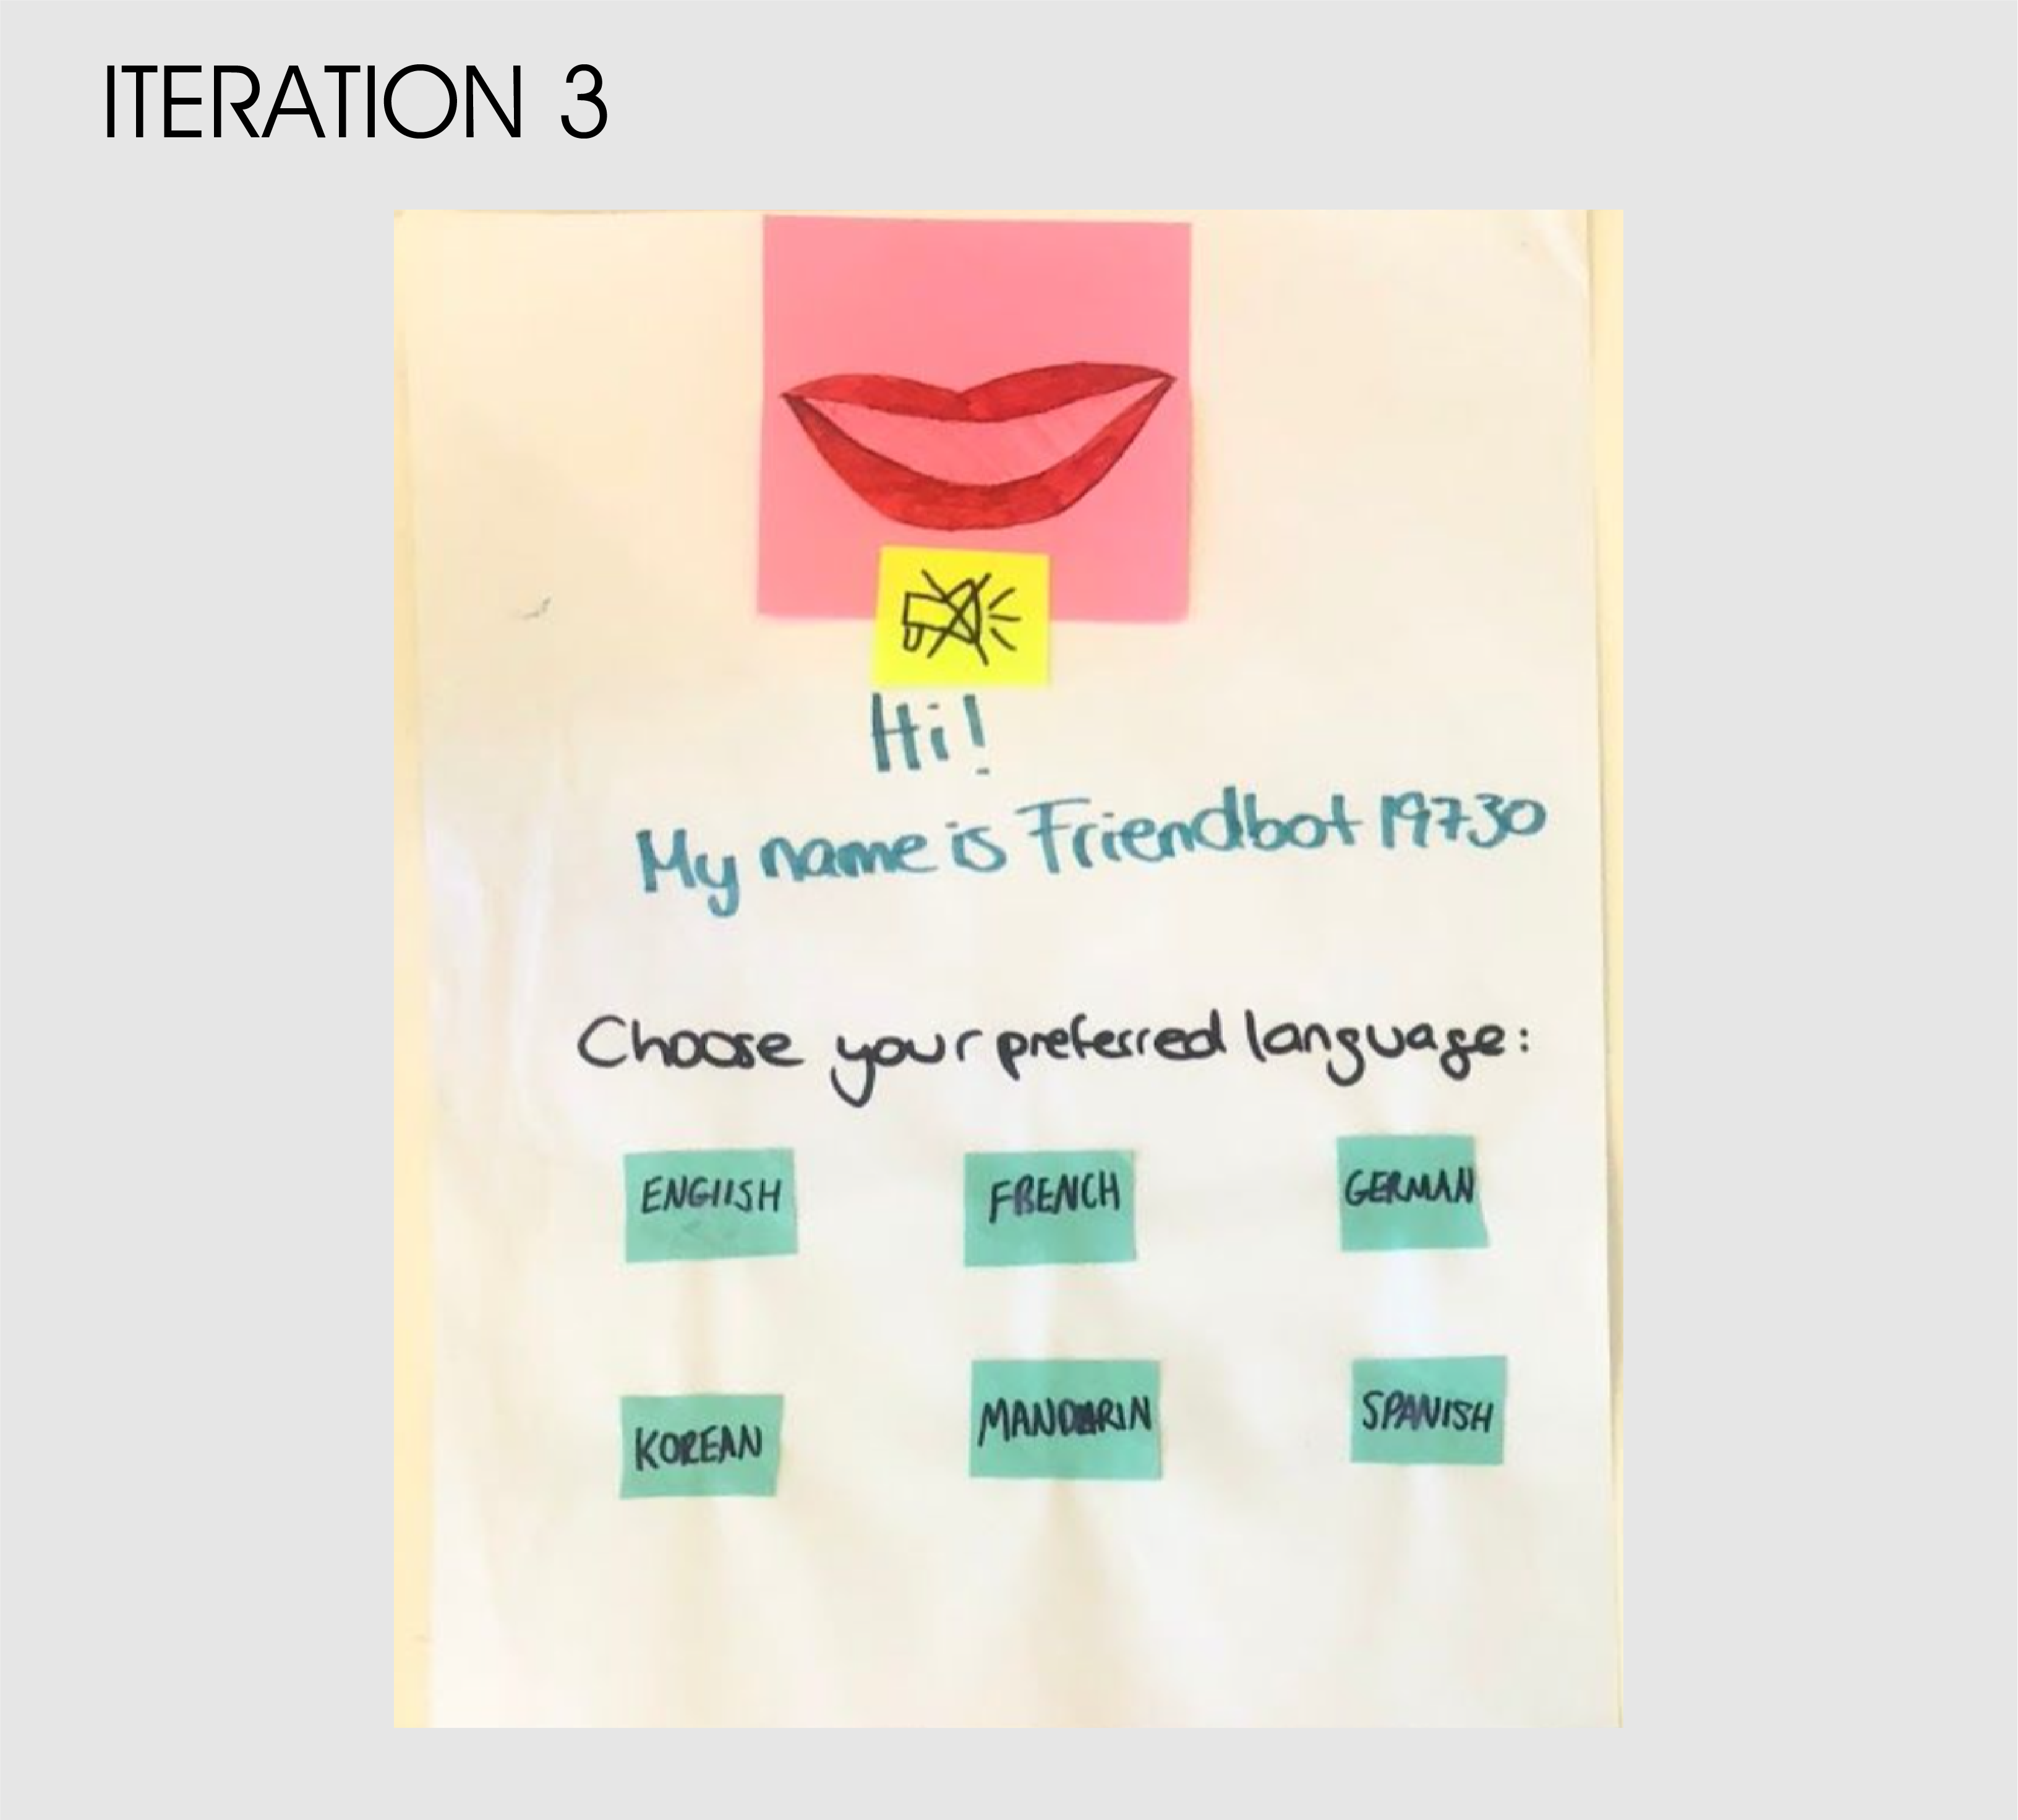 ITERATION 3
Hi!
My name is Friendbot 19730
Choose your preferred language:
ENGLISH FRENCH GERMAN
KOREAN MANDARIN SPANISH